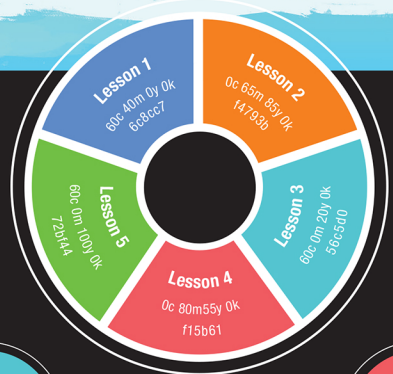 Lesson 1
60c 40m 0y 0k
6c8cc7
Lesson 2
0c 65m 85y 0k
f4793b
Lesson 3
60c 0m 20y 0k
56c5d0
Lesson 4
0c 80m55y 0k
f15b61
Lesson 5
60c 0m 100y 0k
72bf44